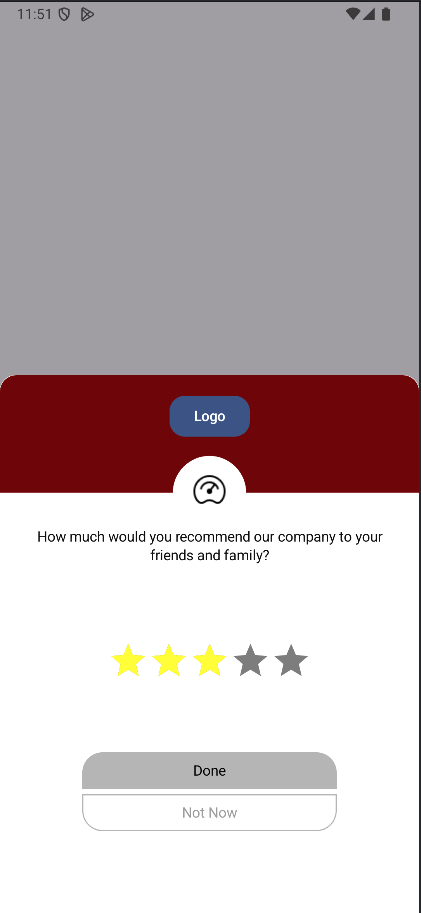 11:51
Logo
How much would you recommend our company to your
friends and family?
Done
Not Now